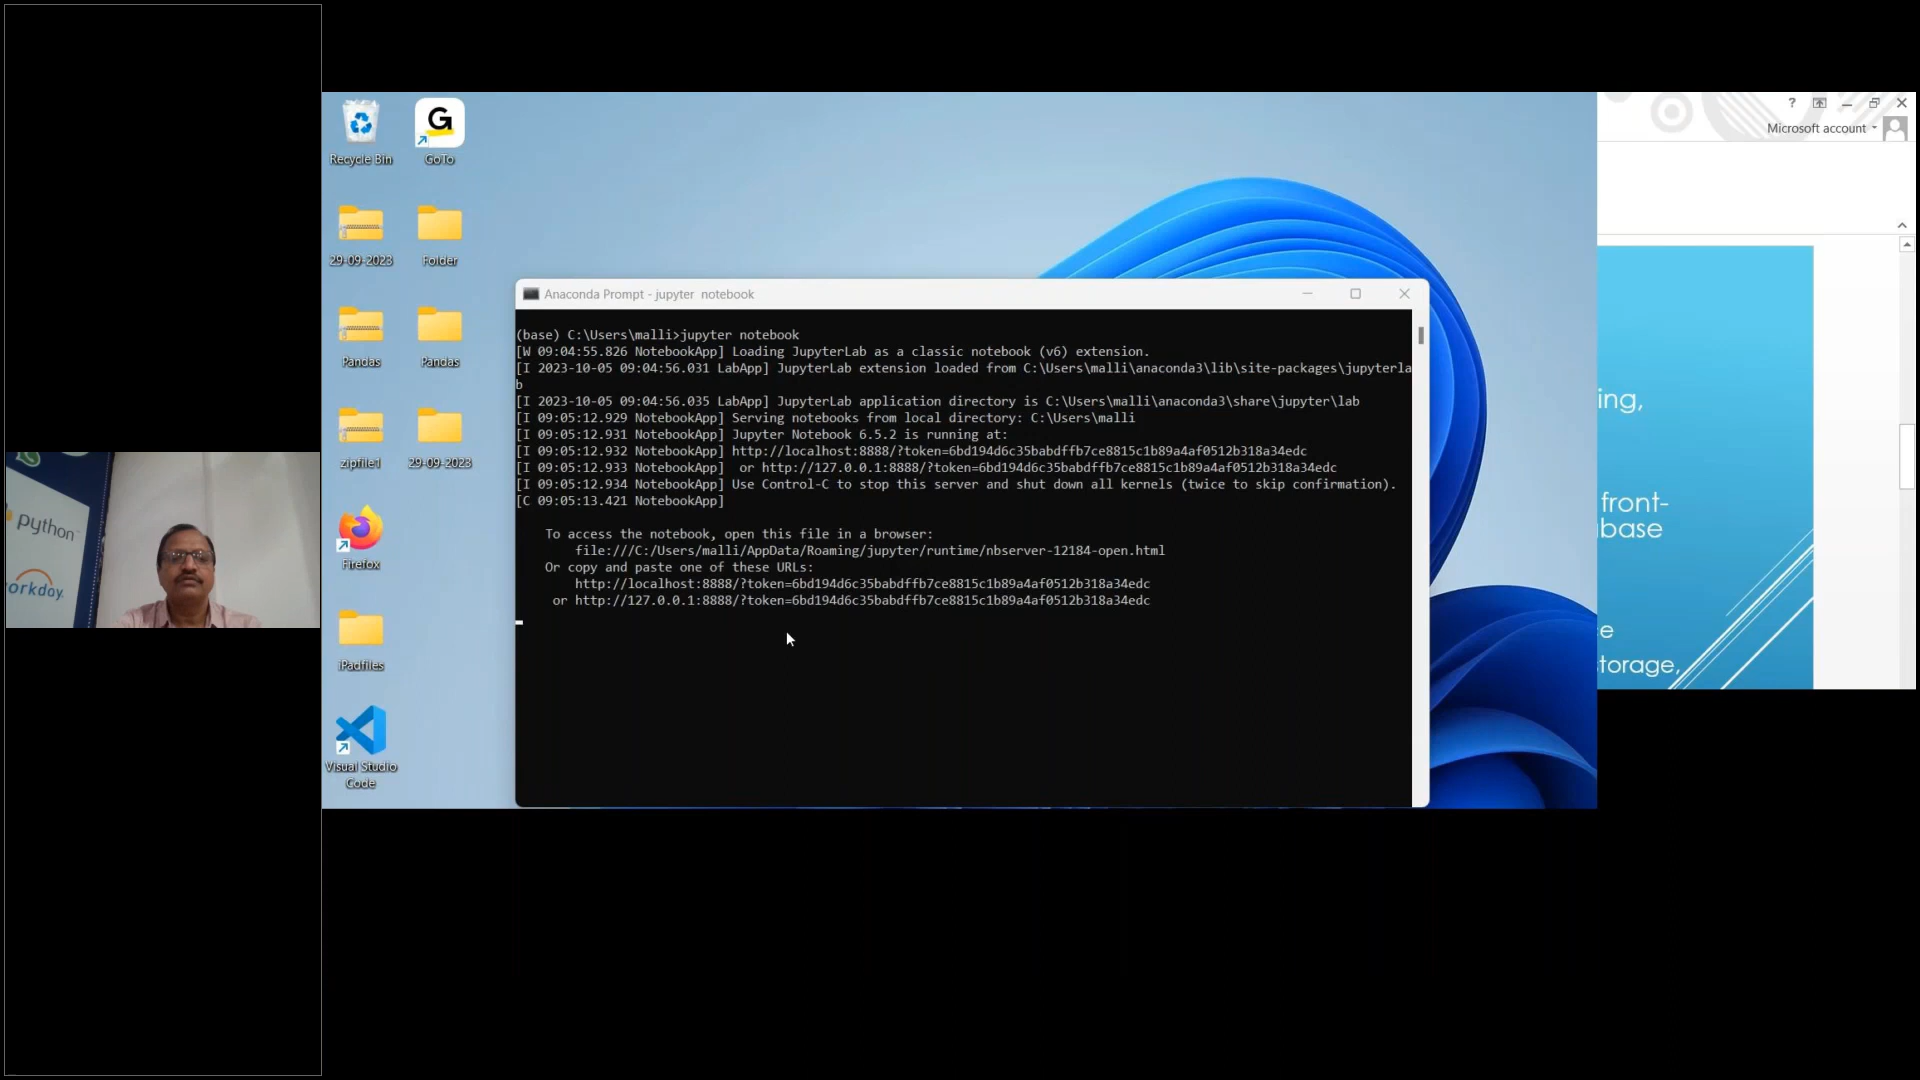 Recycle Bin
GoTo
29-09-2023
Folder
Pandas
Pandas
zipfile1
29-09-2023
Firefox
iPadfiles
Visual Studio
Code
Anaconda Prompt - jupyter  notebook
(base) C:\Users\malli>jupyter notebook
[W 09:04:55.826 NotebookApp] Loading JupyterLab as a classic notebook (v6) extension.
[I 2023-10-05 09:04:56.031 LabApp] JupyterLab extension loaded from C:\Users\malli\anaconda3\lib\site-packages\jupyterla
b
[I 2023-10-05 09:04:56.035 LabApp] JupyterLab application directory is C:\Users\malli\anaconda3\share\jupyter\lab
[I 09:05:12.929 NotebookApp] Serving notebooks from local directory: C:\Users\malli
[I 09:05:12.931 NotebookApp] Jupyter Notebook 6.5.2 is running at:
[I 09:05:12.932 NotebookApp] http://localhost:8888/?token=6bd194d6c35babdffb7ce8815c1b89a4af0512b318a34edc
[I 09:05:12.933 NotebookApp]  or http://127.0.0.1:8888/?token=6bd194d6c35babdffb7ce8815c1b89a4af0512b318a34edc
[I 09:05:12.934 NotebookApp] Use Control-C to stop this server and shut down all kernels (twice to skip confirmation).
[C 09:05:13.421 NotebookApp]
To access the notebook, open this file in a browser:
file:///C:/Users/malli/AppData/Roaming/jupyter/runtime/nbserver-12184-open.html
Or copy and paste one of these URLs:
http://localhost:8888/?token=6bd194d6c35babdffb7ce8815c1b89a4af0512b318a34edc
or http://127.0.0.1:8888/?token=6bd194d6c35babdffb7ce8815c1b89a4af0512b318a34edc
Microsoft account
ing,
front-
base
e
torage,
python
orkday.